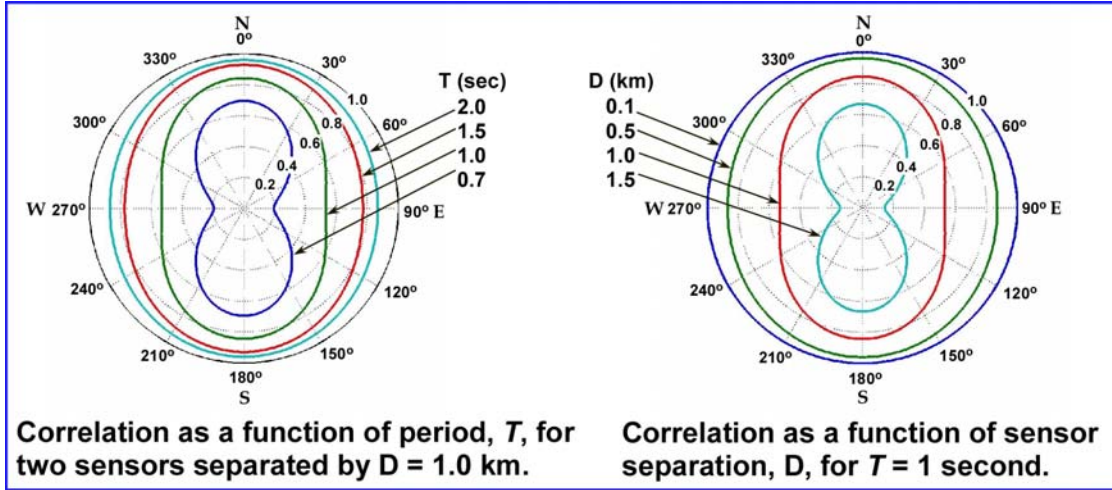 N
0°
30°
60°
90° E
120°
150°
180°
S
210°
240°
W 270°
300°
330°
1.0
0.8
0.6
0.4
0.2
T (sec)
2.0
1.5
1.0
0.7
Correlation as a function of period, T, for
two sensors separated by D = 1.0 km.
N
0°
30°
60°
90° E
120°
150°
180°
S
210°
240°
W 270°
300°
330°
1.0
0.8
0.6
0.4
0.2
D (km)
0.1
0.5
1.0
1.5
Correlation as a function of sensor
separation, D, for T = 1 second.